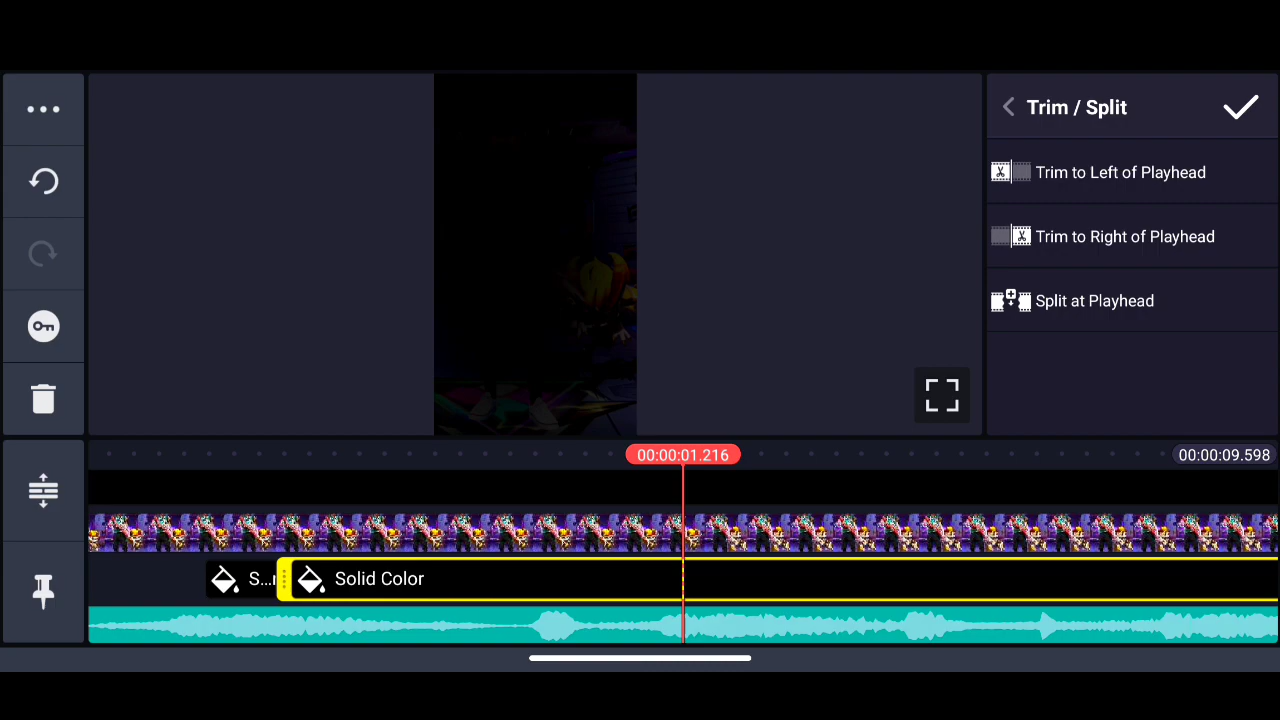 Trim / Split
Trim to Left of Playhead
Trim to Right of Playhead
Split at Playhead
00:00:01.216
00:00:09.598
S...r
Solid Color